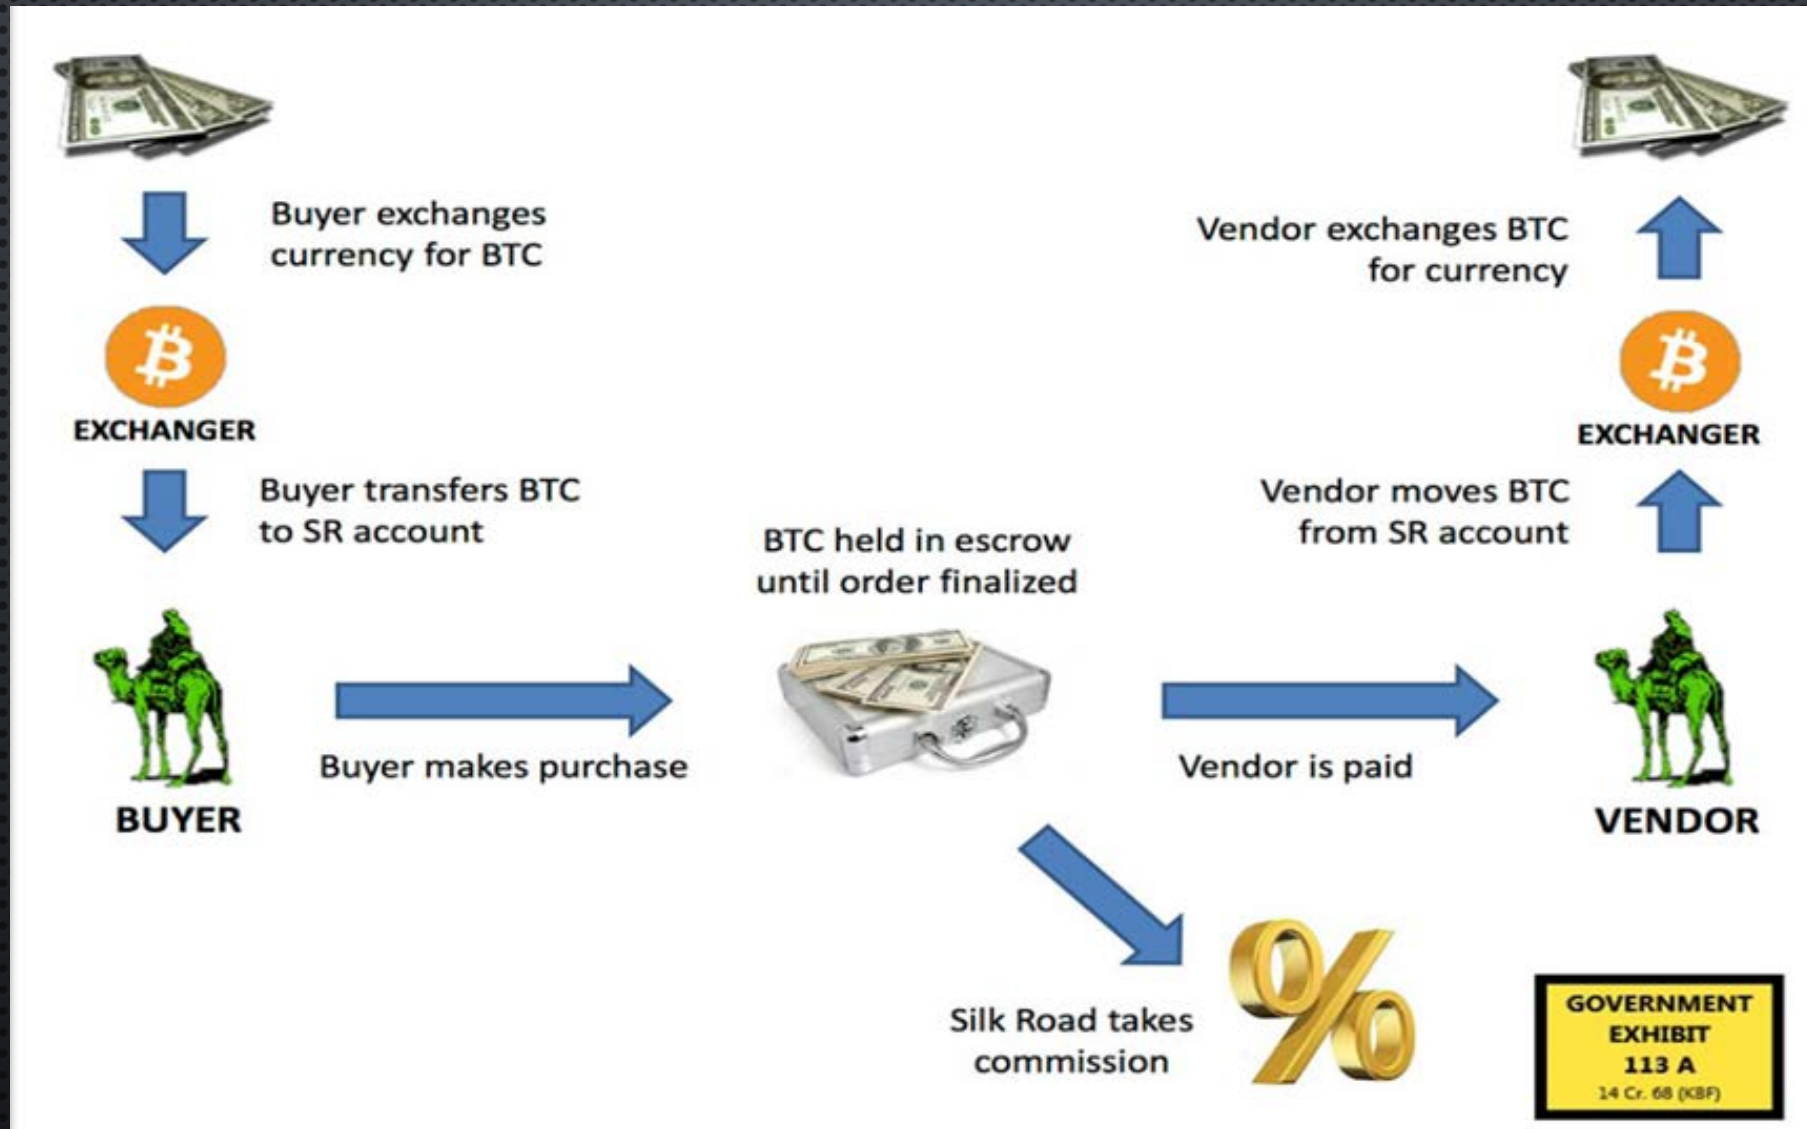 Buyer exchanges
currency for BTC
EXCHANGER
Buyer transfers BTC
to SR account
BUYER
Buyer makes purchase
BTC held in escrow
until order finalized
Vendor is paid
Silk Road takes
commission
Vendor exchanges BTC
for currency
EXCHANGER
Vendor moves BTC
from SR account
VENDOR
GOVERNMENT
EXHIBIT
113 A
14 Cr. 68 (KBF)